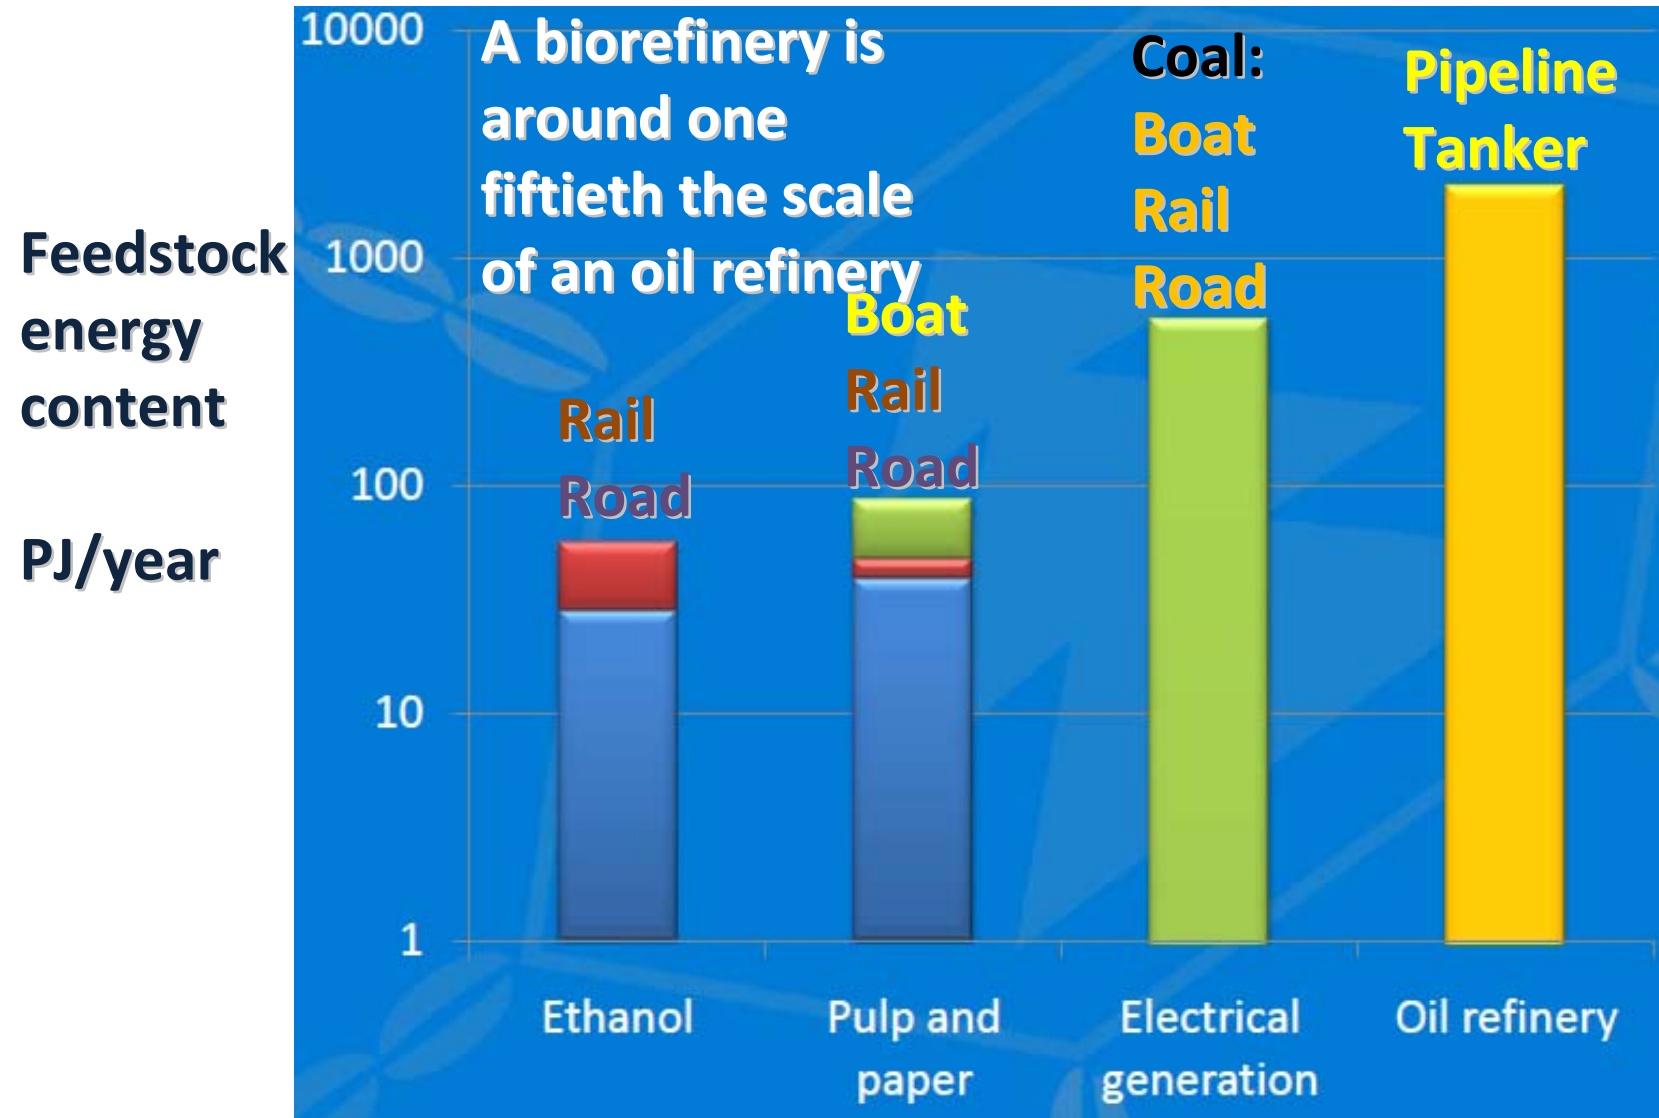 Feedstock
energy
content
PJ/year
10000
1000
100
10
1
A biorefinery is
around one
fiftieth the scale
of an oil refinery
Rail
Road
Boat
Rail
Road
Coal:
Boat
Rail
Road
Pipeline
Tanker
Ethanol
Pulp and
paper
Electrical
generation
Oil refinery